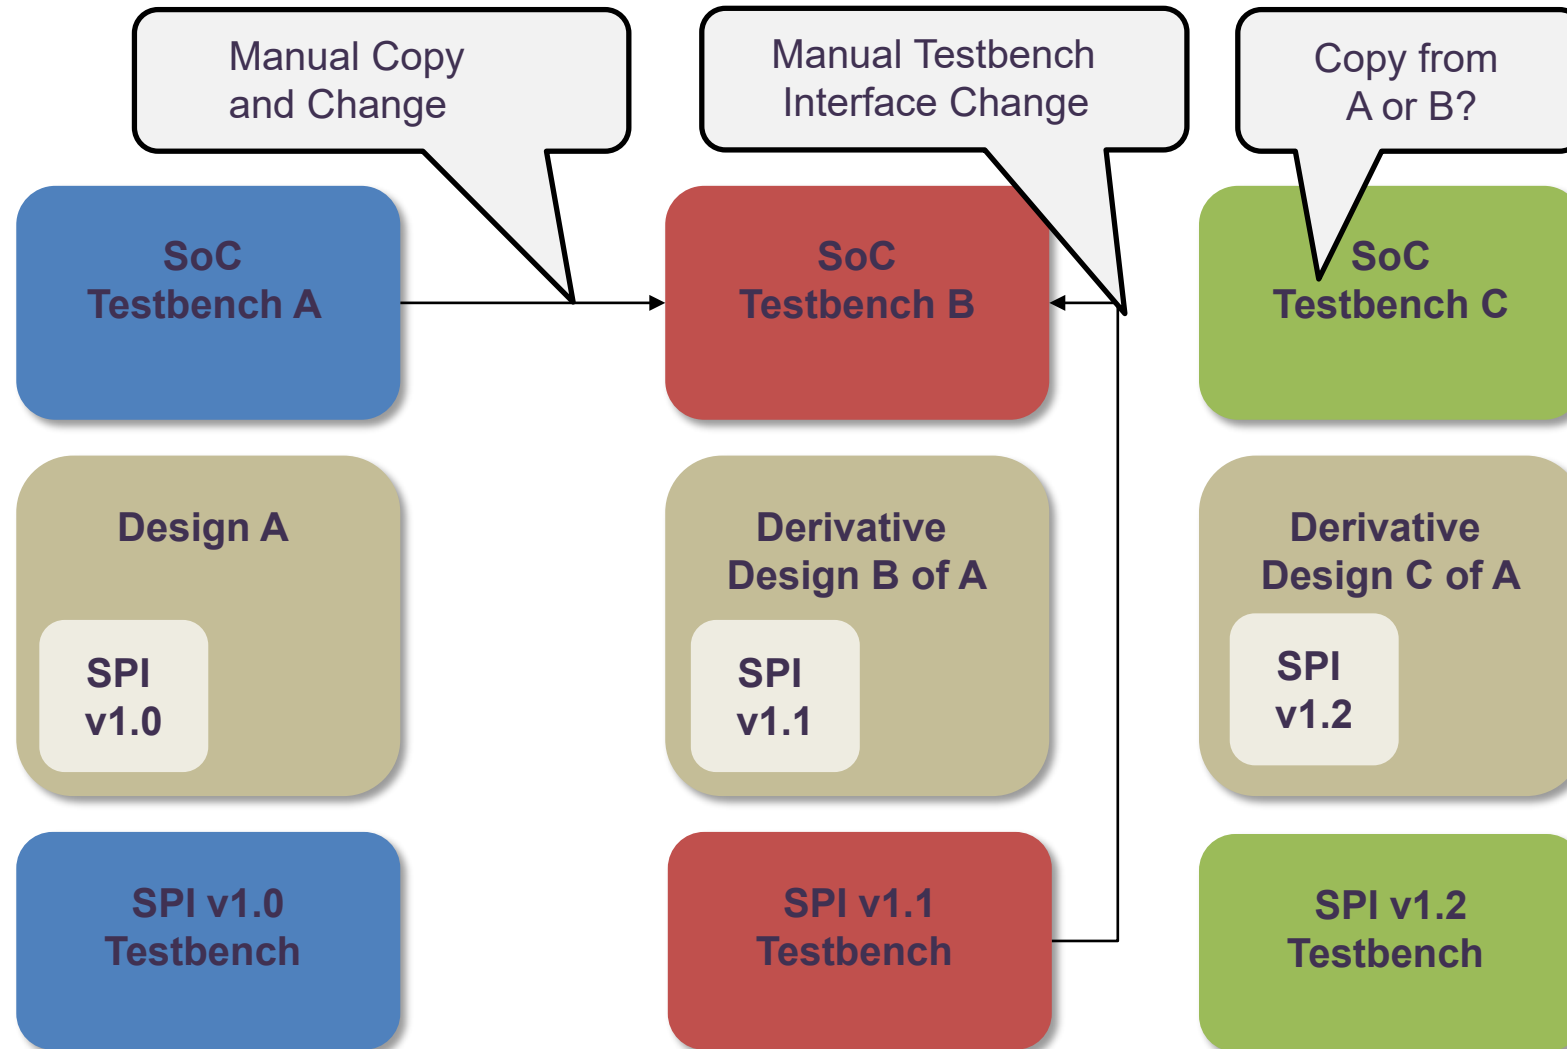 Manual Copy
and Change
Manual Testbench
Interface Change
Copy from
A or B?
SoC
Testbench A
SoC
Testbench B
SoC
Testbench C
Design A
SPI
v1.0
Derivative
Design B of A
SPI
v1.1
Derivative
Design C of A
SPI
v1.2
SPI v1.0
Testbench
SPI v1.1
Testbench
SPI v1.2
Testbench